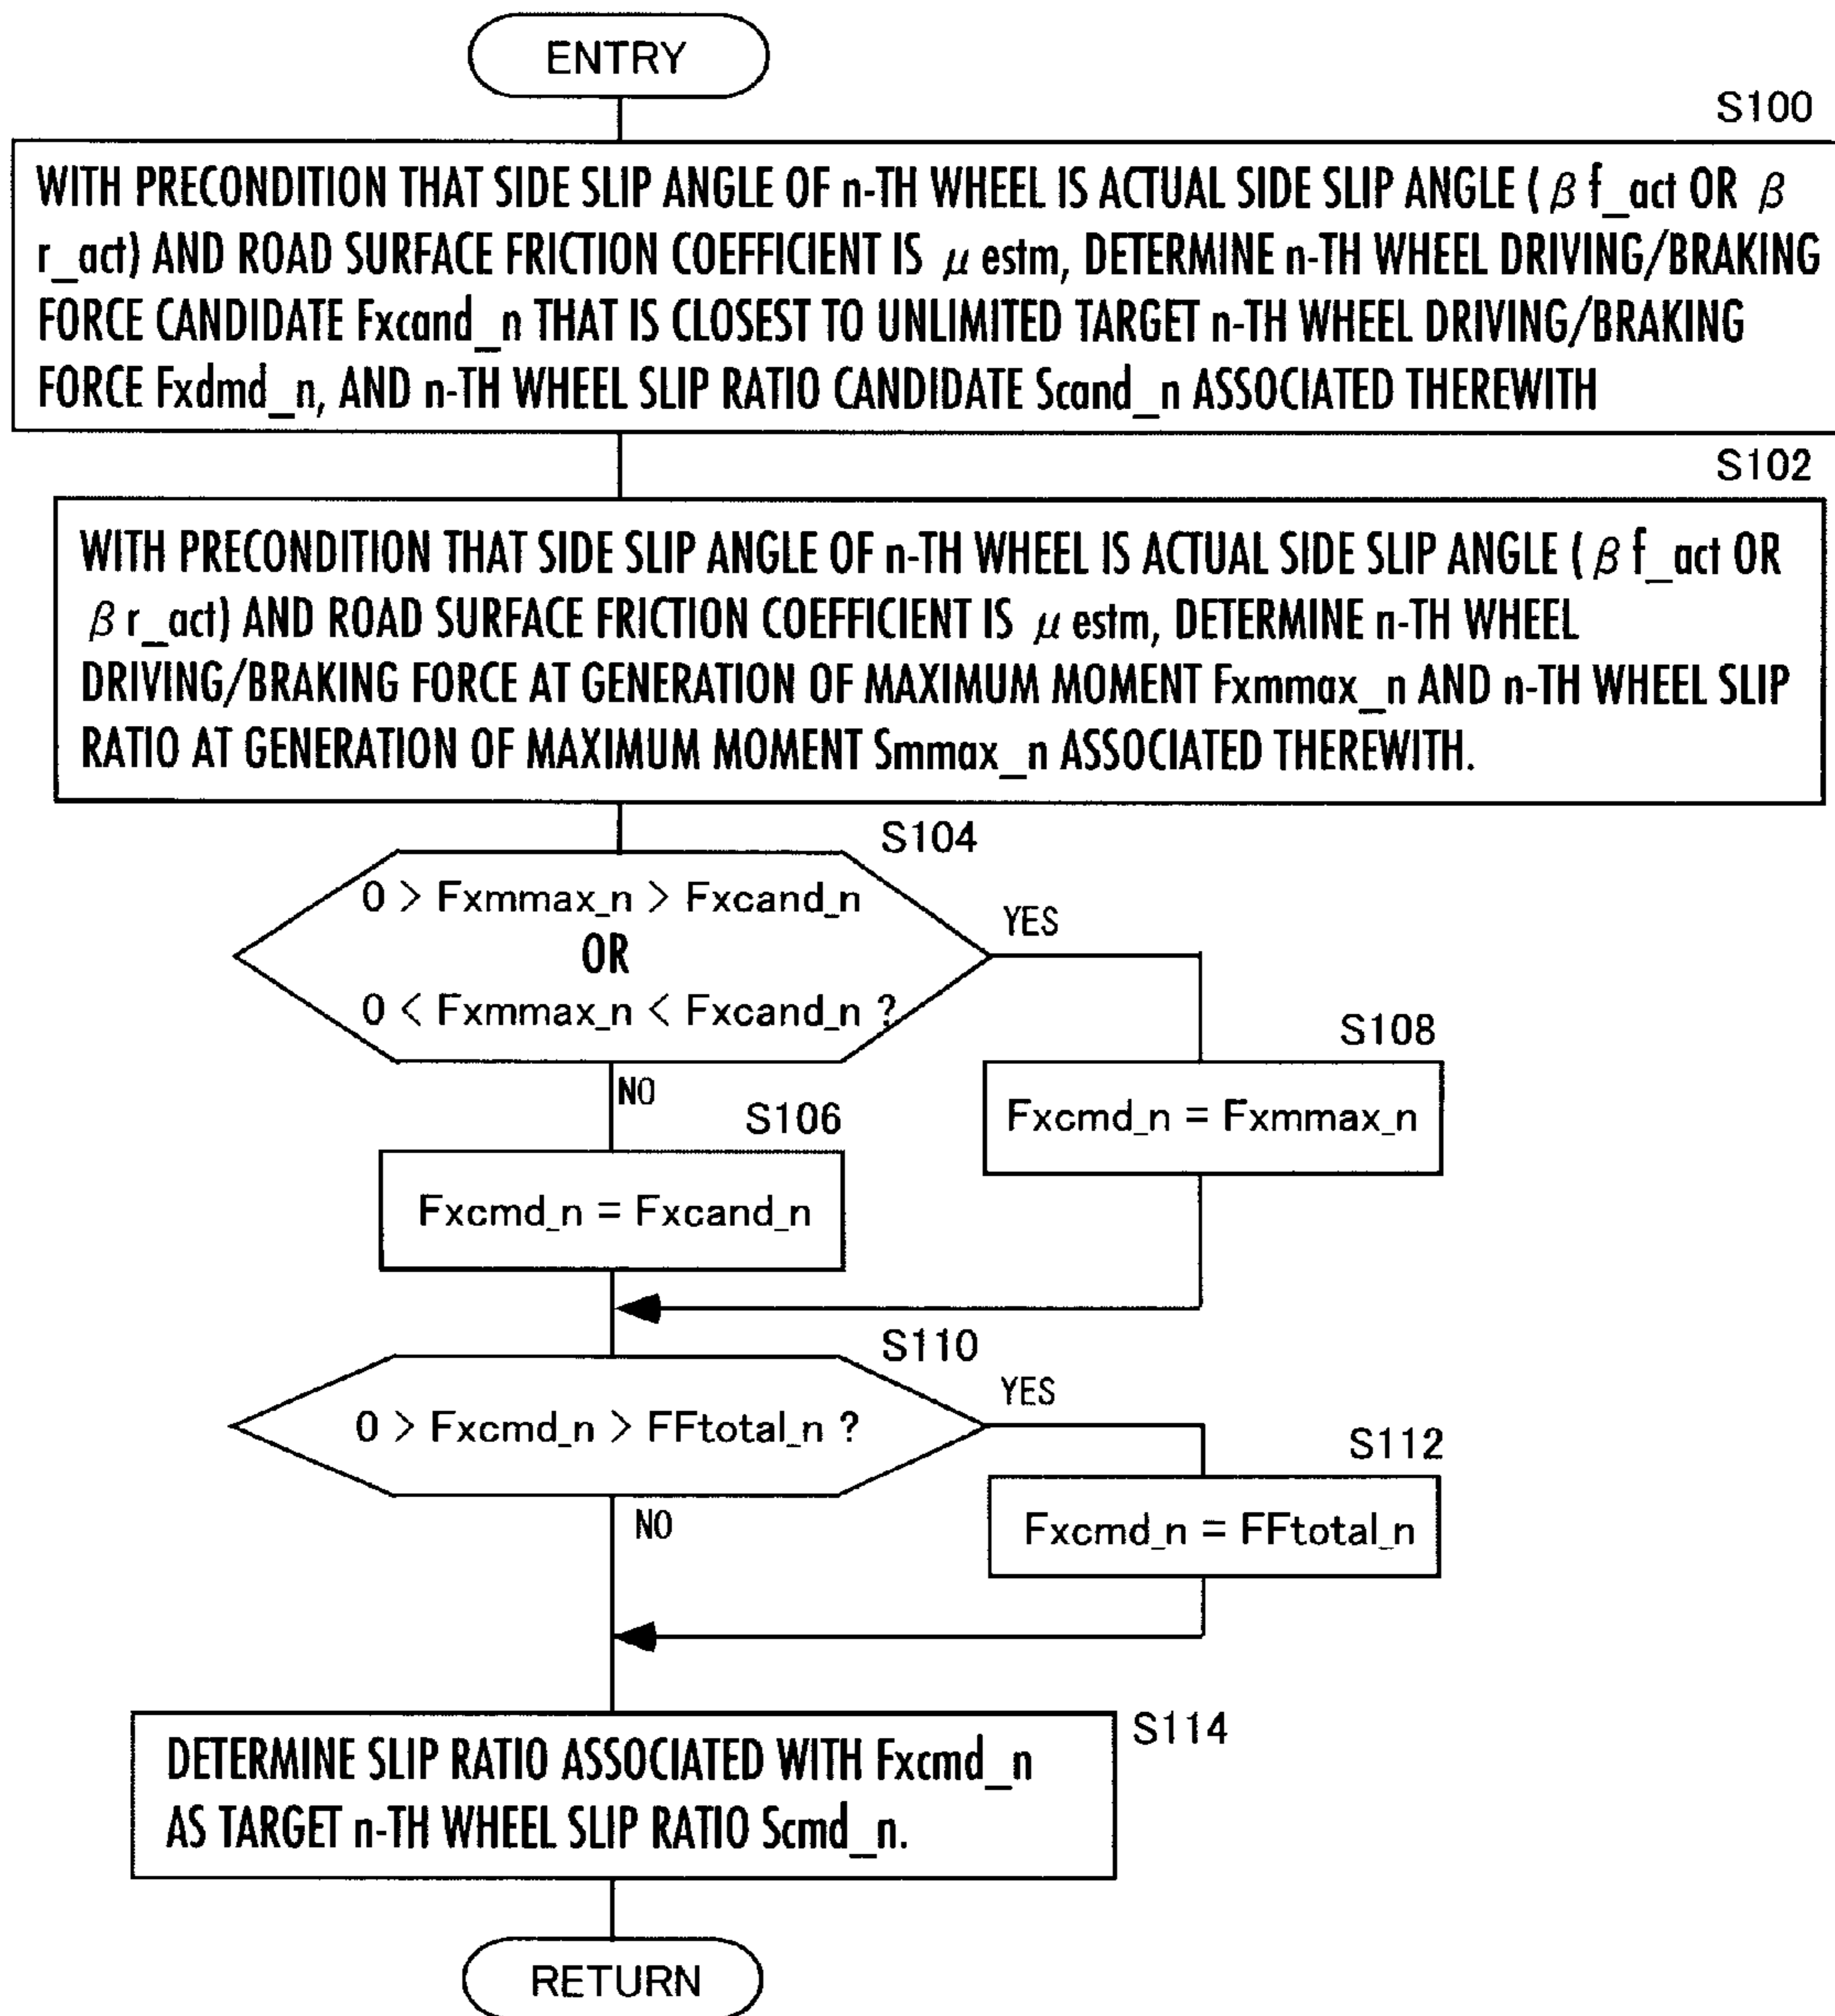 ENTRY
S100
WITH PRECONDITION THAT SIDE SLIP ANGLE OF n-TH WHEEL IS ACTUAL SIDE SLIP ANGLE ( β f_act OR β
r_act) AND ROAD SURFACE FRICTION COEFFICIENT IS μ estm, DETERMINE n-TH WHEEL DRIVING/BRAKING
FORCE CANDIDATE Fxcand_n THAT IS CLOSEST TO UNLIMITED TARGET n-TH WHEEL DRIVING/BRAKING
FORCE Fxdmd_n, AND n-TH WHEEL SLIP RATIO CANDIDATE Scand_n ASSOCIATED THEREWITH
S102
WITH PRECONDITION THAT SIDE SLIP ANGLE OF n-TH WHEEL IS ACTUAL SIDE SLIP ANGLE ( β f_act OR
β r_act) AND ROAD SURFACE FRICTION COEFFICIENT IS μ estm, DETERMINE n-TH WHEEL
DRIVING/BRAKING FORCE AT GENERATION OF MAXIMUM MOMENT Fxmmax_n AND n-TH WHEEL SLIP
RATIO AT GENERATION OF MAXIMUM MOMENT Smmax_n ASSOCIATED THEREWITH.
S104
0 > Fxmmax_n > Fxcand_n
OR
0 < Fxmmax_n < Fxcand_n ?
YES
NO
S108
Fxcmd_n = Fxmmax_n
S106
Fxcmd_n = Fxcand_n
S110
0 > Fxcmd_n > FFtotal_n ?
YES
NO
S112
Fxcmd_n = FFtotal_n
S114
DETERMINE SLIP RATIO ASSOCIATED WITH Fxcmd_n
AS TARGET n-TH WHEEL SLIP RATIO Scmd_n.
RETURN